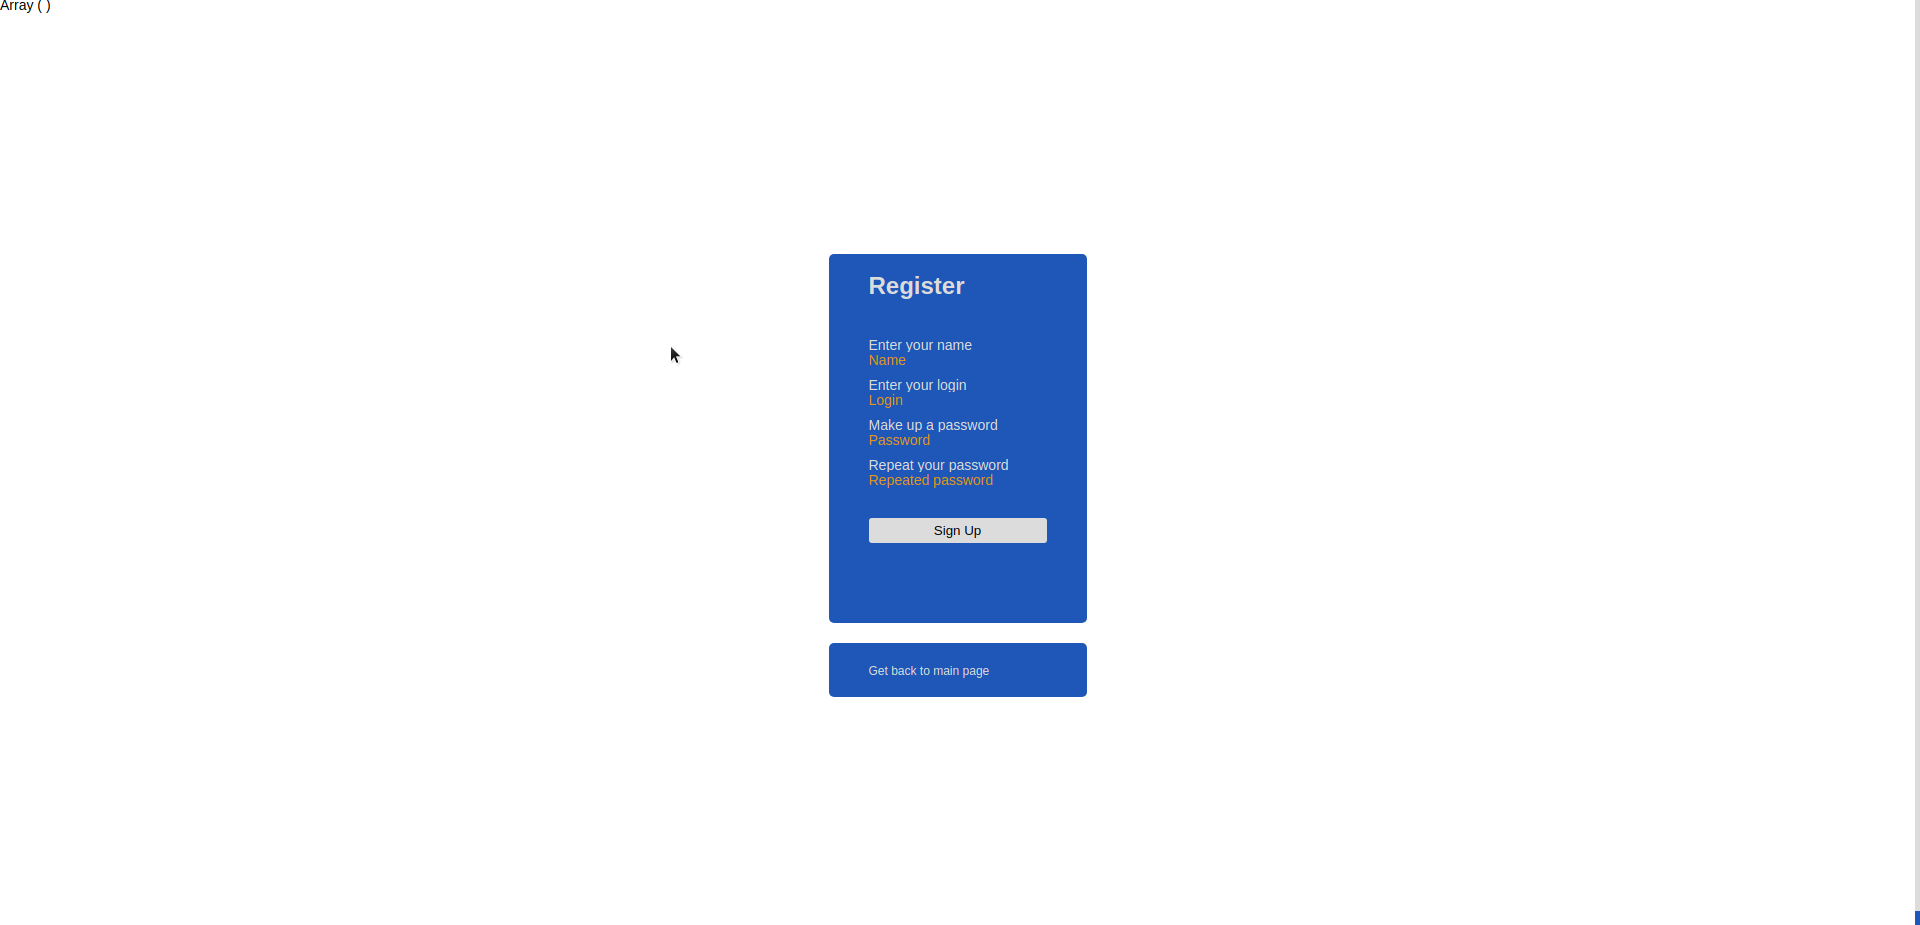 Array ( )
Register
Enter your name
Name
Enter your login
Login
Make up a password
Password
Repeat your password
Repeated password
Sign Up
Get back to main page